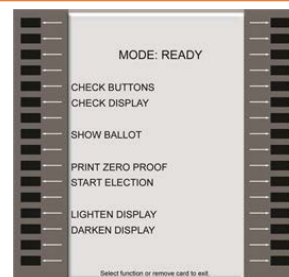 MODE: READY
CHECK BUTTONS
CHECK DISPLAY
SHOW BALLOT
PRINT ZERO PROOF
START ELECTION
LIGHTEN DISPLAY
DARKEN DISPLAY
Select function or remove card to exit.